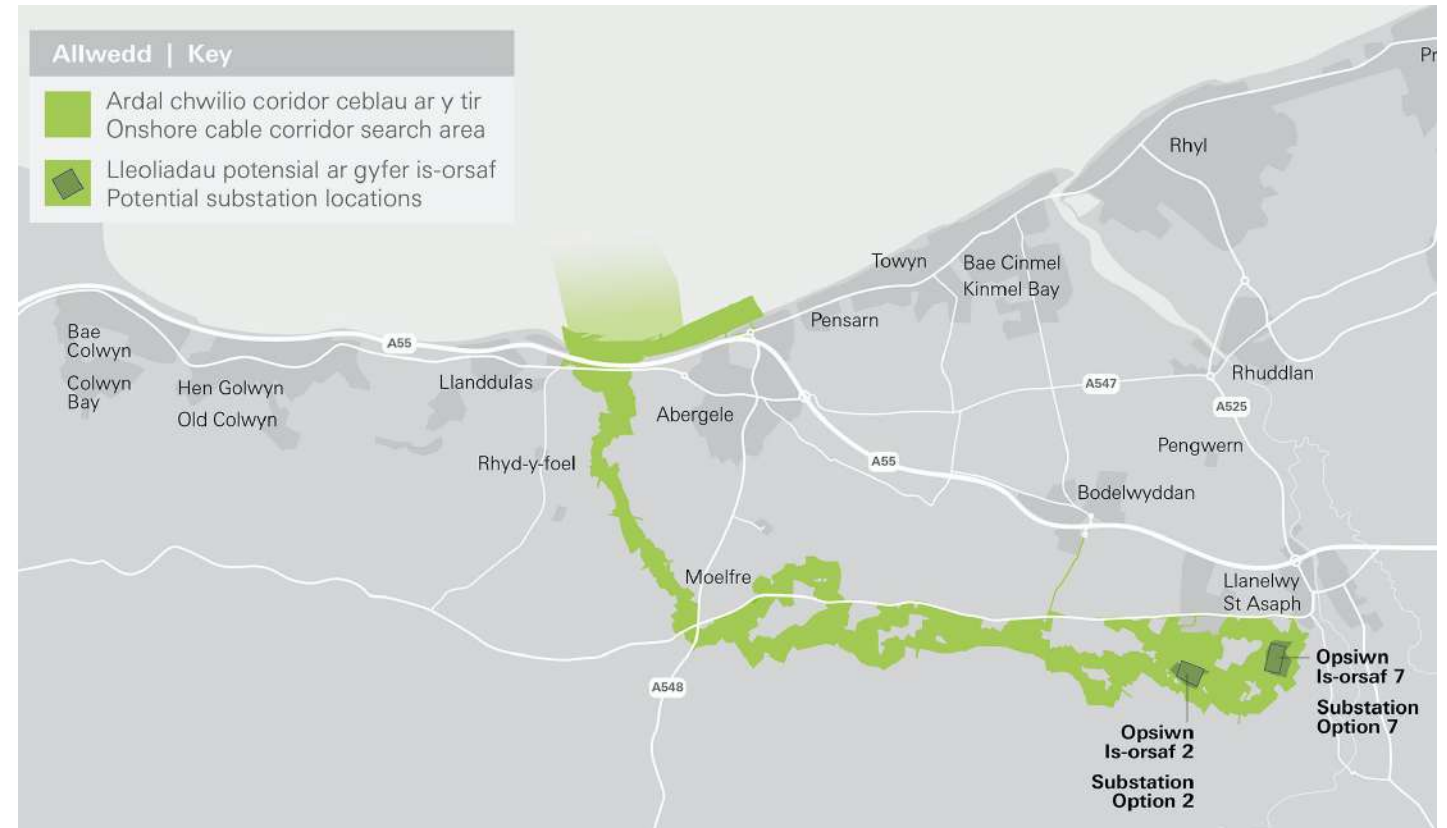 Allwedd | Key
Ardal chwilio coridor ceblau ar y tir
Onshore cable corridor search area
Lleoliadau potensial ar gyfer is-orsaf
Potential substation locations
Pr
Rhyl
Towyn
Bae Cinmel
Kinmel Bay
Pensarn
Bae
Colwyn
Colwyn
Bay
A55
Hen Golwyn
Old Colwyn
Llanddulas
Abergele
A547
Rhuddlan
A525
Pengwern
Rhyd-y-foel
A55
Bodelwyddan
Moelfre
Llanelwy
St Asaph
A548
Opsiwn
Is-orsaf 7
Substation
Option 7
Opsiwn
Is-orsaf 2
Substation
Option 2